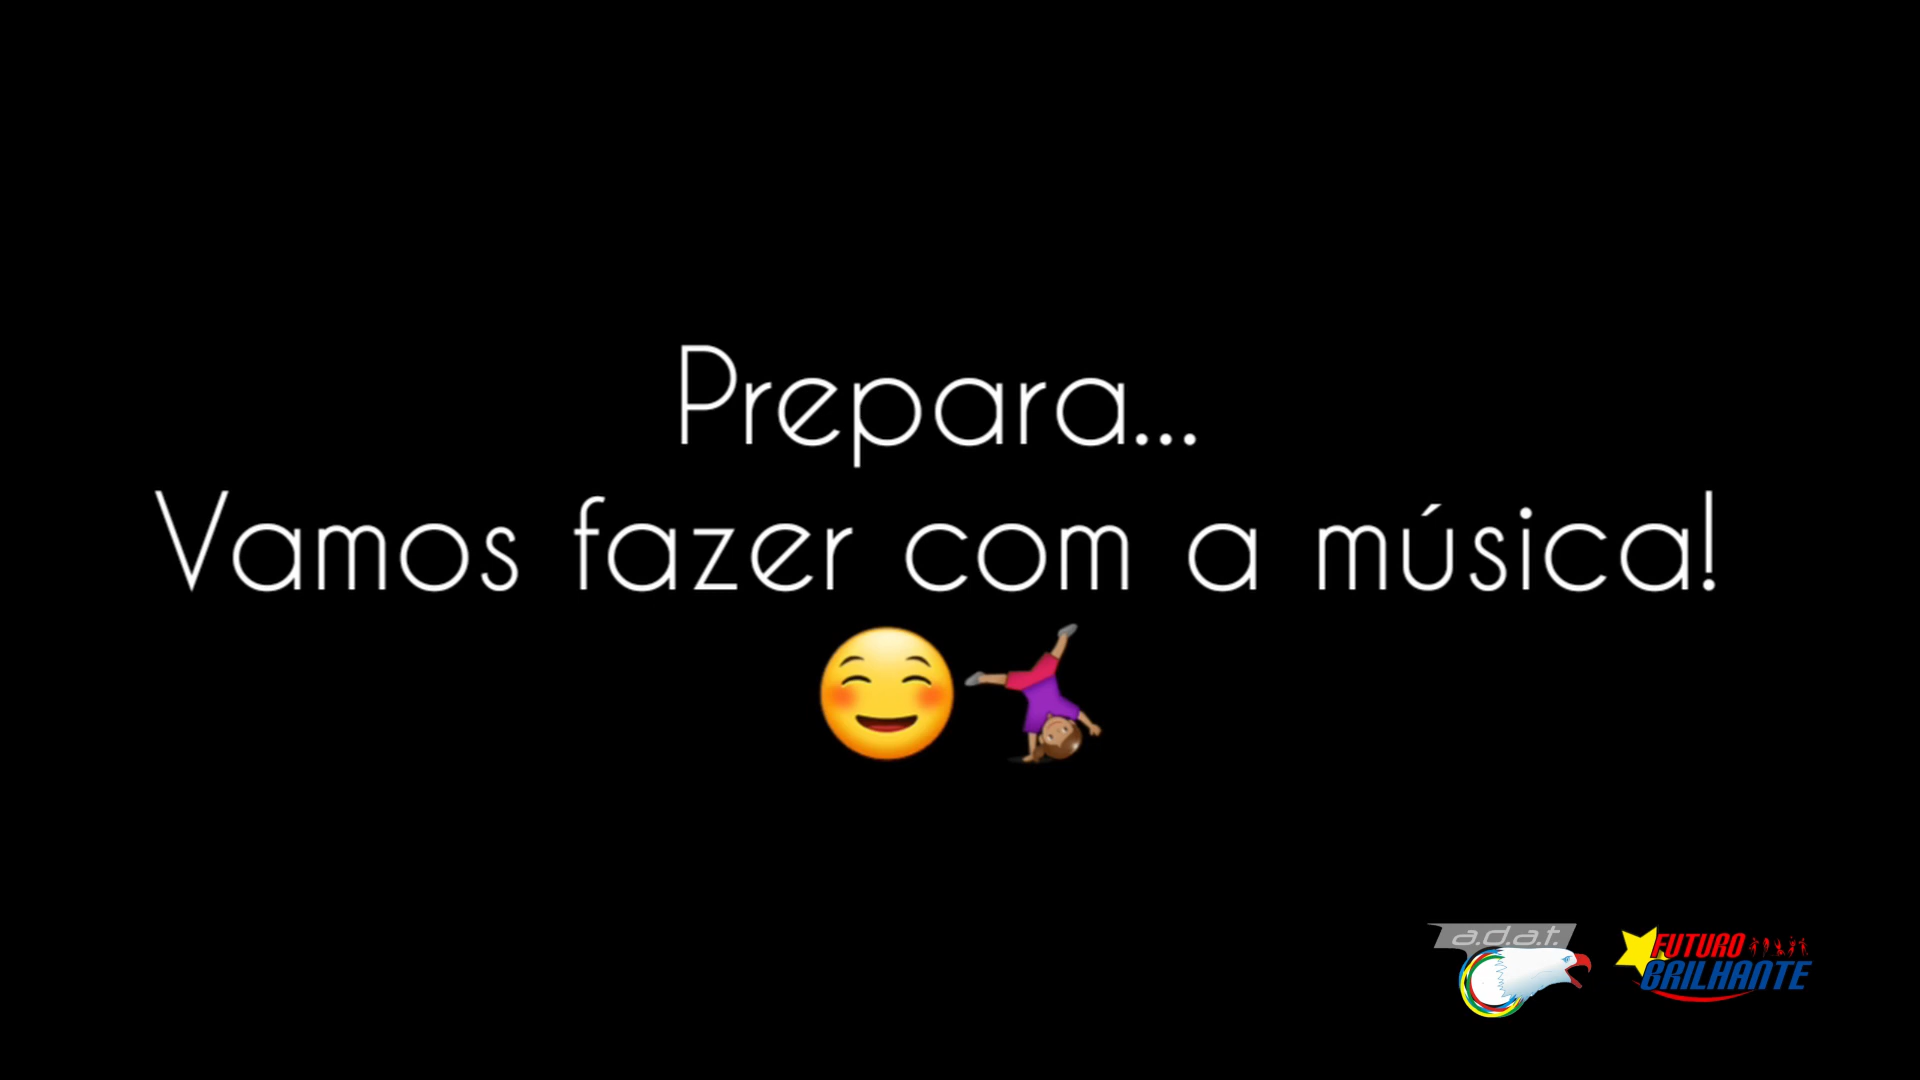 Prepara...
Vamos fazer com a música!
a.d.a.t.
FUTURO
BRILHANTE